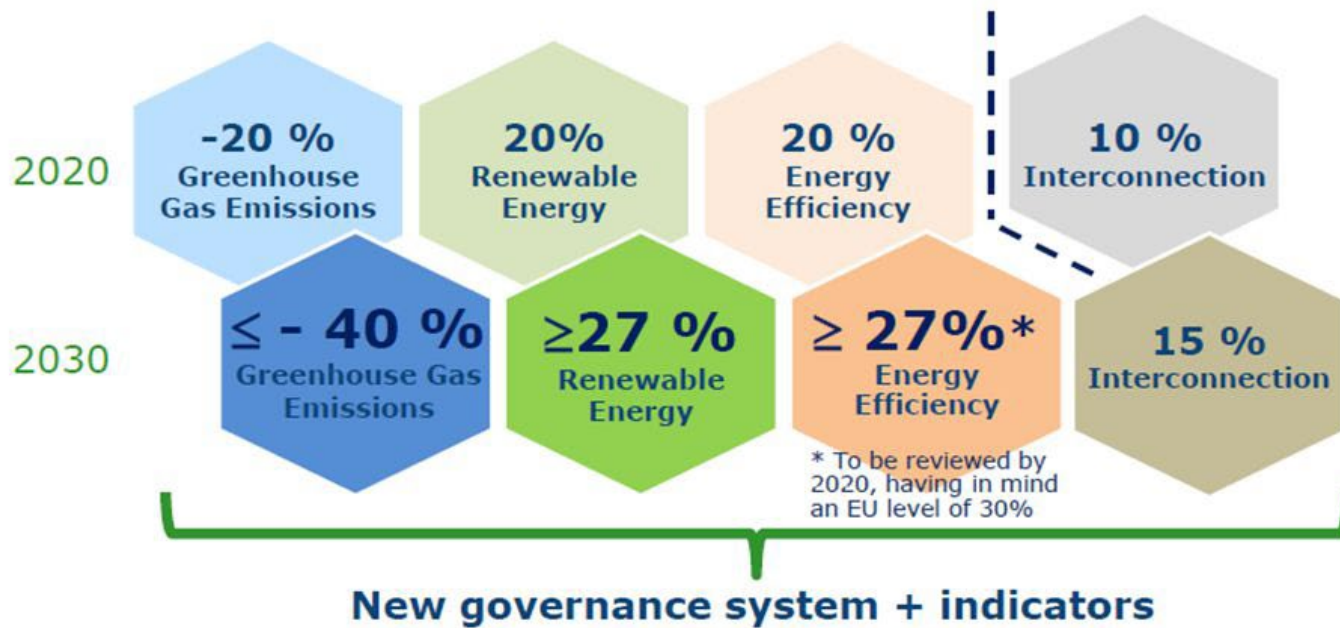 2020
-20 %
Greenhouse
Gas Emissions
20%
Renewable
Energy
20 %
Energy
Efficiency
10 %
Interconnection
2030
≤ - 40 %
Greenhouse Gas
Emissions
≥27 %
Renewable
Energy
≥ 27%*
Energy
Efficiency
* To be reviewed by
2020, having in mind
an EU level of 30%
15 %
Interconnection
New governance system + indicators